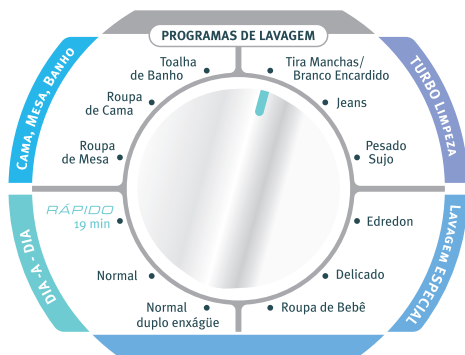 PROGRAMAS DE LAVAGEM
CAMA, MESA, BANHO
Toalha
de Banho
Roupa
de Cama
Roupa
de Mesa
TURBO LIMPEZA
Tira Manchas/
Branco Encardido
Jeans
Pesado
Sujo
DIA-A-DIA
RÁPIDO
19 min
Normal
Normal
duplo enxágüe
LAVAGEM ESPECIAL
Edredon
Delicado
Roupa de Bebê